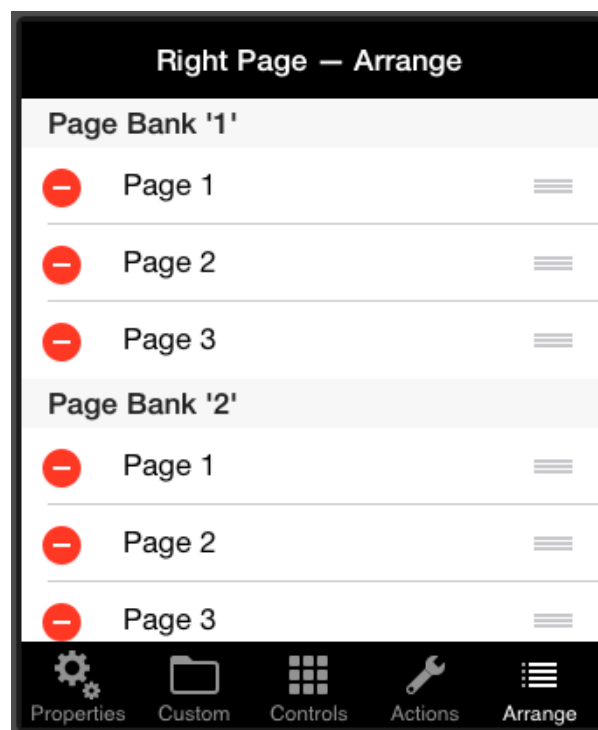 Right Page — Arrange
Page Bank '1'
Page 1
Page 2
Page 3
Page Bank '2'
Page 1
Page 2
Page 3
Properties Custom Controls Actions Arrange